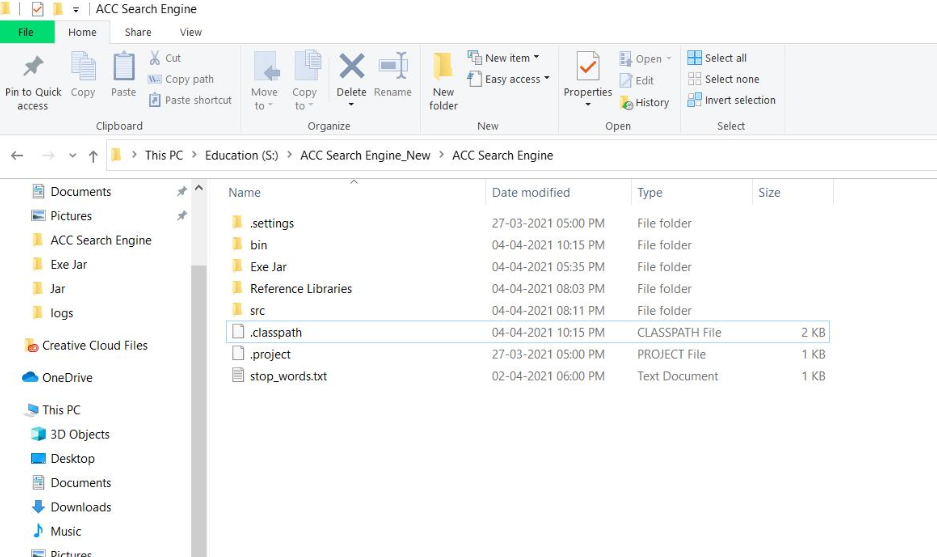 ACC Search Engine
File Home Share View
Pin to Quick access
Copy
Paste
Cut
Copy path
Paste shortcut
Clipboard
Move to
Copy to
Delete
Rename
Organize
New folder
New item
Easy access
New
Properties
Open
Edit
History
Open
Select all
Select none
Invert selection
Select
This PC > Education (S:) > ACC Search Engine_New > ACC Search Engine
Documents
Pictures
ACC Search Engine
Exe Jar
Jar
logs
Creative Cloud Files
OneDrive
This PC
3D Objects
Desktop
Documents
Downloads
Music
Pictures
Name Date modified Type Size
.settings 27-03-2021 05:00 PM File folder
bin 04-04-2021 10:15 PM File folder
Exe Jar 04-04-2021 05:35 PM File folder
Reference Libraries 04-04-2021 08:03 PM File folder
src 04-04-2021 08:11 PM File folder
.classpath 04-04-2021 10:15 PM CLASSPATH File 2 KB
.project 27-03-2021 05:00 PM PROJECT File 1 KB
stop_words.txt 02-04-2021 06:00 PM Text Document 1 KB